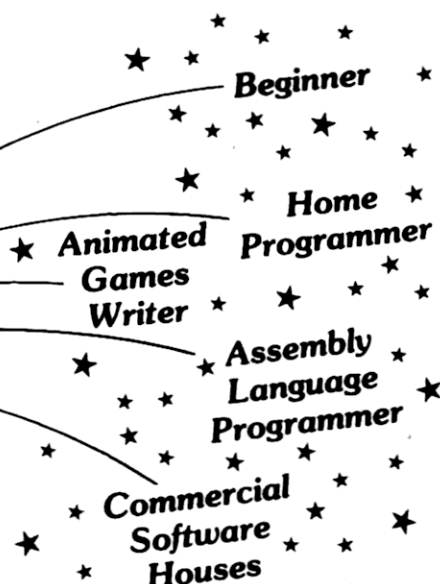 Beginner
Home
Programmer
Animated
Games
Writer
Assembly
Language
Programmer
Commercial
Software
Houses